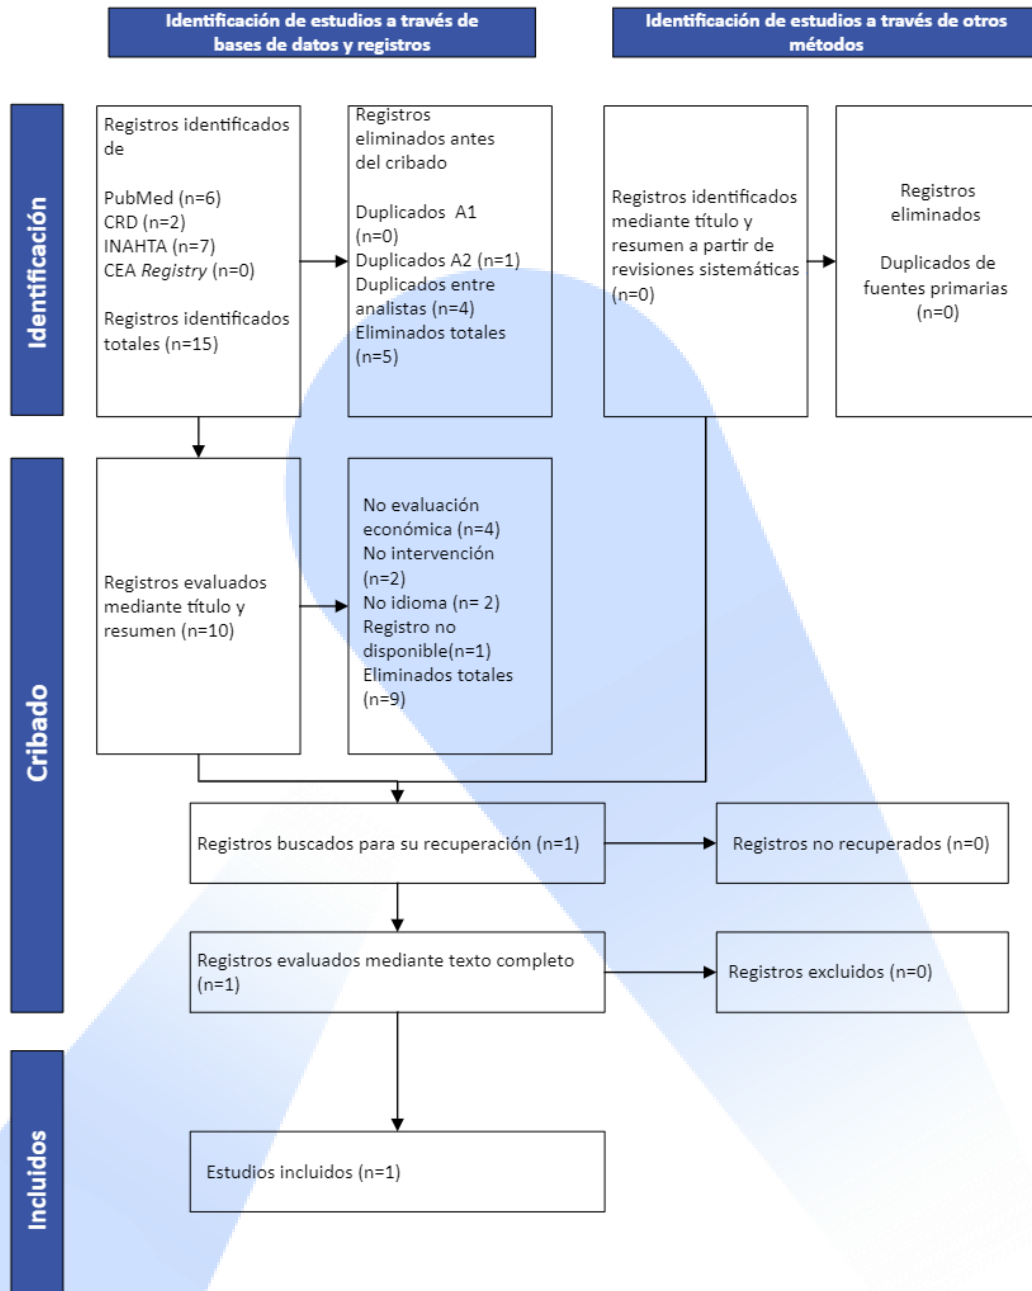 Identificación de estudios a través de
bases de datos y registros
Identificación de estudios a través de otros
métodos
Identificación
Registros identificados
de
PubMed (n=6)
CRD (n=2)
INAHTA (n=7)
CEA Registry (n=0)
Registros identificados
totales (n=15)
Registros
eliminados antes
del cribado
Duplicados  A1
(n=0)
Duplicados A2 (n=1)
Duplicados entre
analistas (n=4)
Eliminados totales
(n=5)
Registros identificados
mediante título y
resumen a partir de
revisiones sistemáticas
(n=0)
Registros
eliminados
Duplicados de
fuentes primarias
(n=0)
Cribado
Registros evaluados
mediante título y
resumen (n=10)
No evaluación
económica (n=4)
No intervención
(n=2)
No idioma (n= 2)
Registro no
disponible(n=1)
Eliminados totales
(n=9)
Registros buscados para su recuperación (n=1)
Registros no recuperados (n=0)
Registros evaluados mediante texto completo
(n=1)
Registros excluidos (n=0)
Incluidos
Estudios incluidos (n=1)